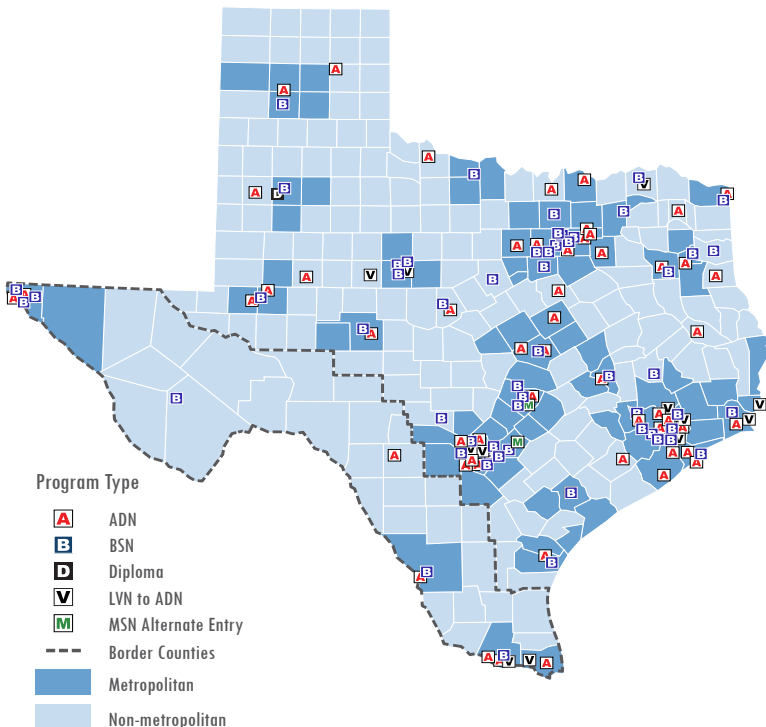 Program Type
A ADN
B BSN
D Diploma
V LVN to ADN
M MSN Alternate Entry
Border Counties
Metropolitan
Non-metropolitan